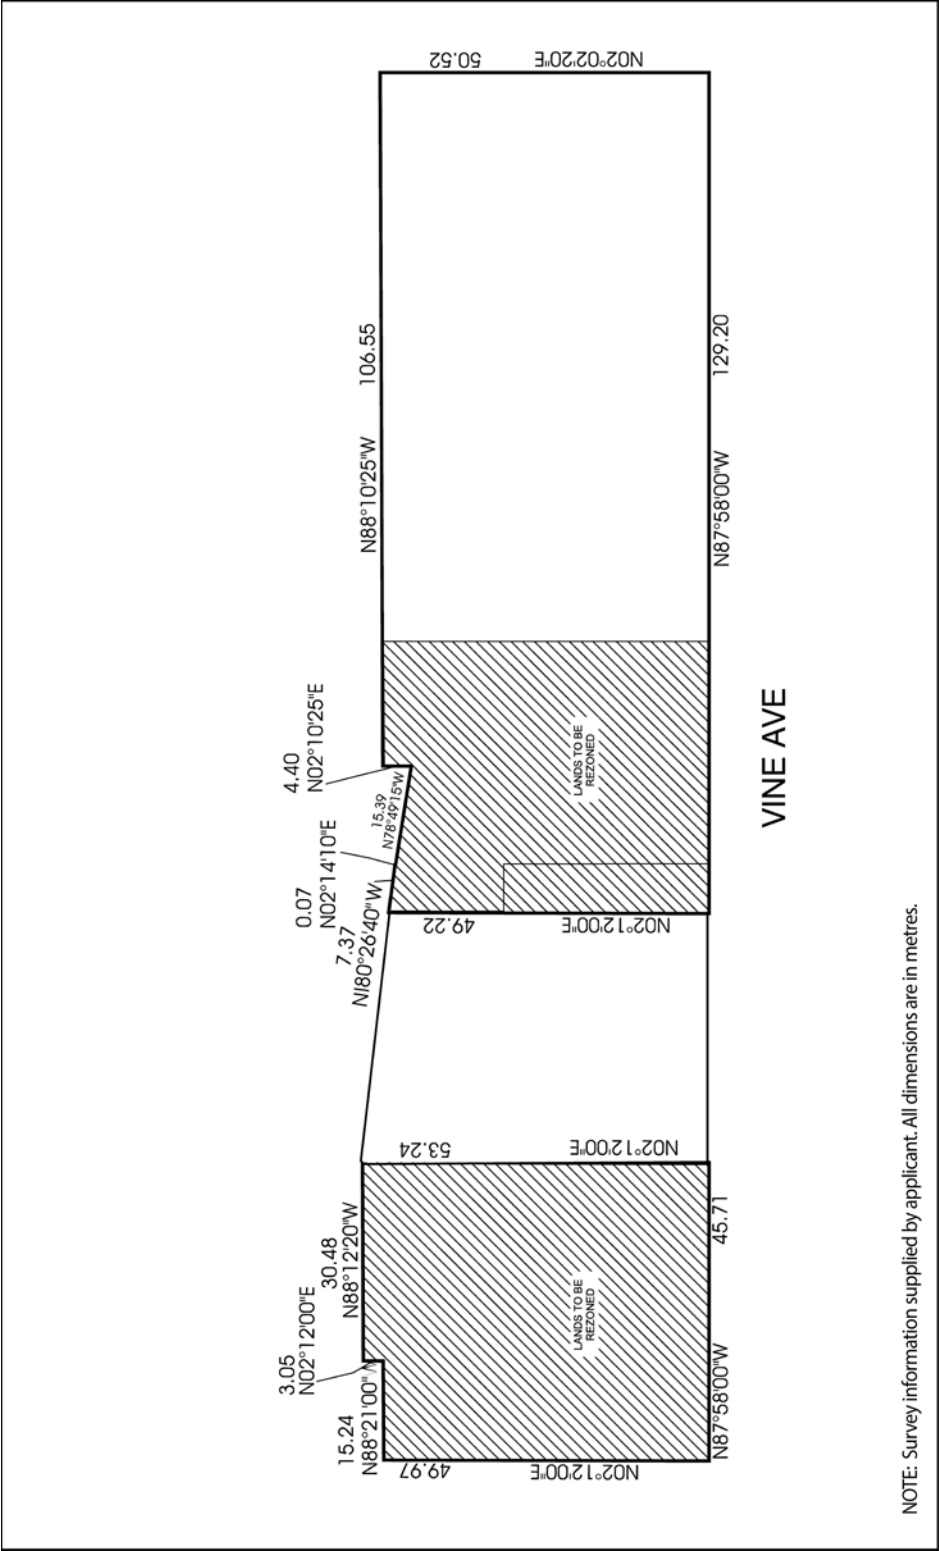 3.05
N02°12'00"E
15.24
N88°21'00"W
30.48
N88°12'20"W
49.97
N02°12'00"E
53.24
N02°12'00"E
LANDS TO BE
REZONED
N87°58'00"W
45.71
7.37
NI80°26'40"W
0.07
N02°14'10"E
15.39
N78°49'15"W
4.40
N02°10'25"E
49.22
N02°12'00"E
LANDS TO BE
REZONED
N88°10'25"W
106.55
50.52
N02°02'20"E
N87°58'00"W
129.20
VINE AVE
NOTE: Survey information supplied by applicant. All dimensions are in metres.